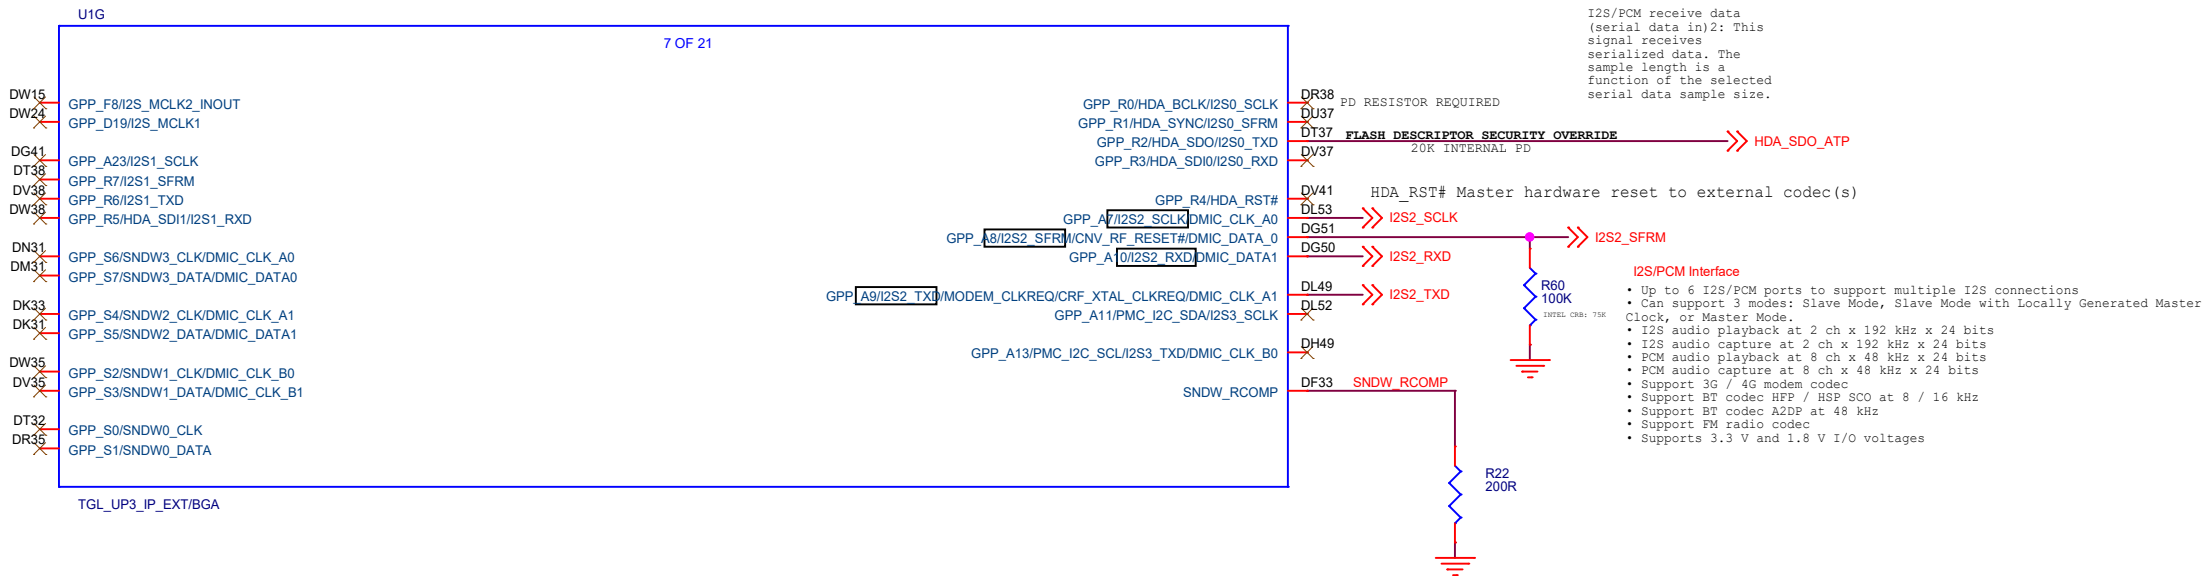 U1G
7 OF 21
DW15 GPP_F8/I2S_MCLK2_INOUT
DW24 GPP_D19/I2S_MCLK1
DG41 GPP_A23/I2S1_SCLK
DT38 GPP_R7/I2S1_SFRM
DV38 GPP_R6/I2S1_TXD
DW38 GPP_R5/HDA_SDI1/I2S1_RXD
DN31 GPP_S6/SNDW3_CLK/DMIC_CLK_A0
DM31 GPP_S7/SNDW3_DATA/DMIC_DATA0
DK33 GPP_S4/SNDW2_CLK/DMIC_CLK_A1
DK31 GPP_S5/SNDW2_DATA/DMIC_DATA1
DW35 GPP_S2/SNDW1_CLK/DMIC_CLK_B0
DV35 GPP_S3/SNDW1_DATA/DMIC_CLK_B1
DT32 GPP_S0/SNDW0_CLK
DR35 GPP_S1/SNDW0_DATA
TGL_UP3_IP_EXT/BGA
GPP_R0/HDA_BCLK/I2S0_SCLK DR38 PD RESISTOR REQUIRED
GPP_R1/HDA_SYNC/I2S0_SFRM DU37
GPP_R2/HDA_SDO/I2S0_TXD DT37 FLASH DESCRIPTOR SECURITY OVERRIDE HDA_SDO_ATP
20K INTERNAL PD
GPP_R3/HDA_SDI0/I2S0_RXD DV37
GPP_R4/HDA_RST# DV41 HDA_RST# Master hardware reset to external codec(s)
GPP_A7/I2S2_SCLK/DMIC_CLK_A0 DL53 I2S2_SCLK
GPP_A8/I2S2_SFRM/CNV_RF_RESET#/DMIC_DATA_0 DG51 I2S2_SFRM
GPP_A10/I2S2_RXD/DMIC_DATA1 DG50 I2S2_RXD
GPP_A9/I2S2_TXD/MODEM_CLKREQ/CRF_XTAL_CLKREQ/DMIC_CLK_A1 DL49 I2S2_TXD
GPP_A11/PMC_I2C_SDA/I2S3_SCLK DL52
GPP_A13/PMC_I2C_SCL/I2S3_TXD/DMIC_CLK_B0 DH49
SNDW_RCOMP DF33 SNDW_RCOMP
R60
100K
INTEL CRB: 75K
R22
200R
I2S/PCM receive data
(serial data in)2: This
signal receives
serialized data. The
sample length is a
function of the selected
serial data sample size.
I2S/PCM Interface
• Up to 6 I2S/PCM ports to support multiple I2S connections
• Can support 3 modes: Slave Mode, Slave Mode with Locally Generated Master
Clock, or Master Mode.
• I2S audio playback at 2 ch x 192 kHz x 24 bits
• I2S audio capture at 2 ch x 192 kHz x 24 bits
• PCM audio playback at 8 ch x 48 kHz x 24 bits
• PCM audio capture at 8 ch x 48 kHz x 24 bits
• Support 3G / 4G modem codec
• Support BT codec HFP / HSP SCO at 8 / 16 kHz
• Support BT codec A2DP at 48 kHz
• Support FM radio codec
• Supports 3.3 V and 1.8 V I/O voltages